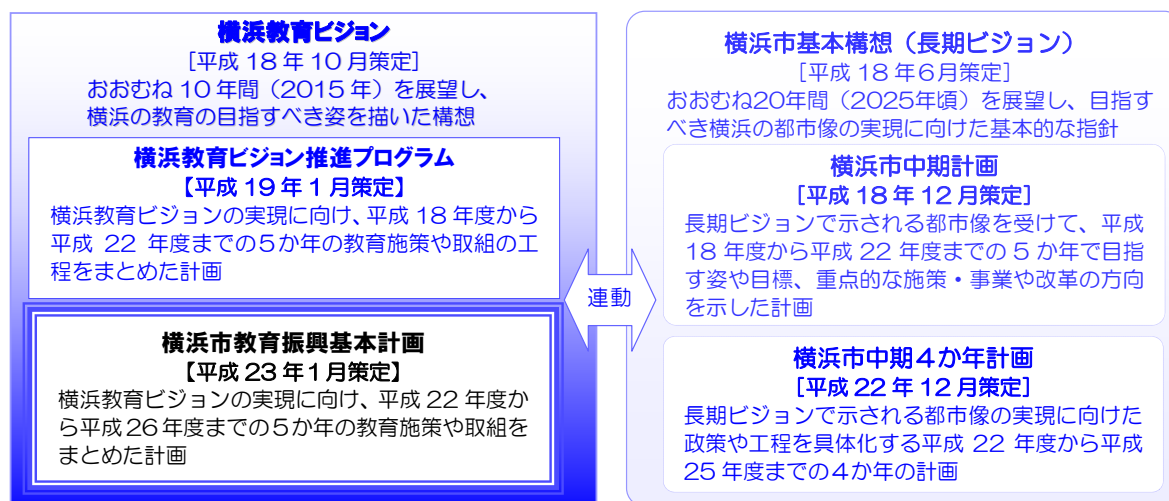 横浜教育ビジョン
[平成 18 年 10 月策定]
おおむね 10 年間（2015 年）を展望し、
横浜の教育の目指すべき姿を描いた構想
横浜教育ビジョン推進プログラム
【平成 19 年 1 月策定】
横浜教育ビジョンの実現に向け、平成 18 年度から
平成 22 年度までの５か年の教育施策や取組の工
程をまとめた計画
横浜市教育振興基本計画
【平成 23 年１月策定】
横浜教育ビジョンの実現に向け、平成 22 年度か
ら平成 26 年度までの５か年の教育施策や取組を
まとめた計画
連動
横浜市基本構想（長期ビジョン）
[平成 18 年６月策定]
おおむね20年間（2025年頃）を展望し、目指す
べき横浜の都市像の実現に向けた基本的な指針
横浜市中期計画
[平成 18 年 12 月策定]
長期ビジョンで示される都市像を受けて、平成
18 年度から平成 22 年度までの 5 か年で目指
す姿や目標、重点的な施策・事業や改革の方向
を示した計画
横浜市中期４か年計画
[平成 22 年 12 月策定]
長期ビジョンで示される都市像の実現に向けた
政策や工程を具体化する平成 22 年度から平成
25 年度までの４か年の計画